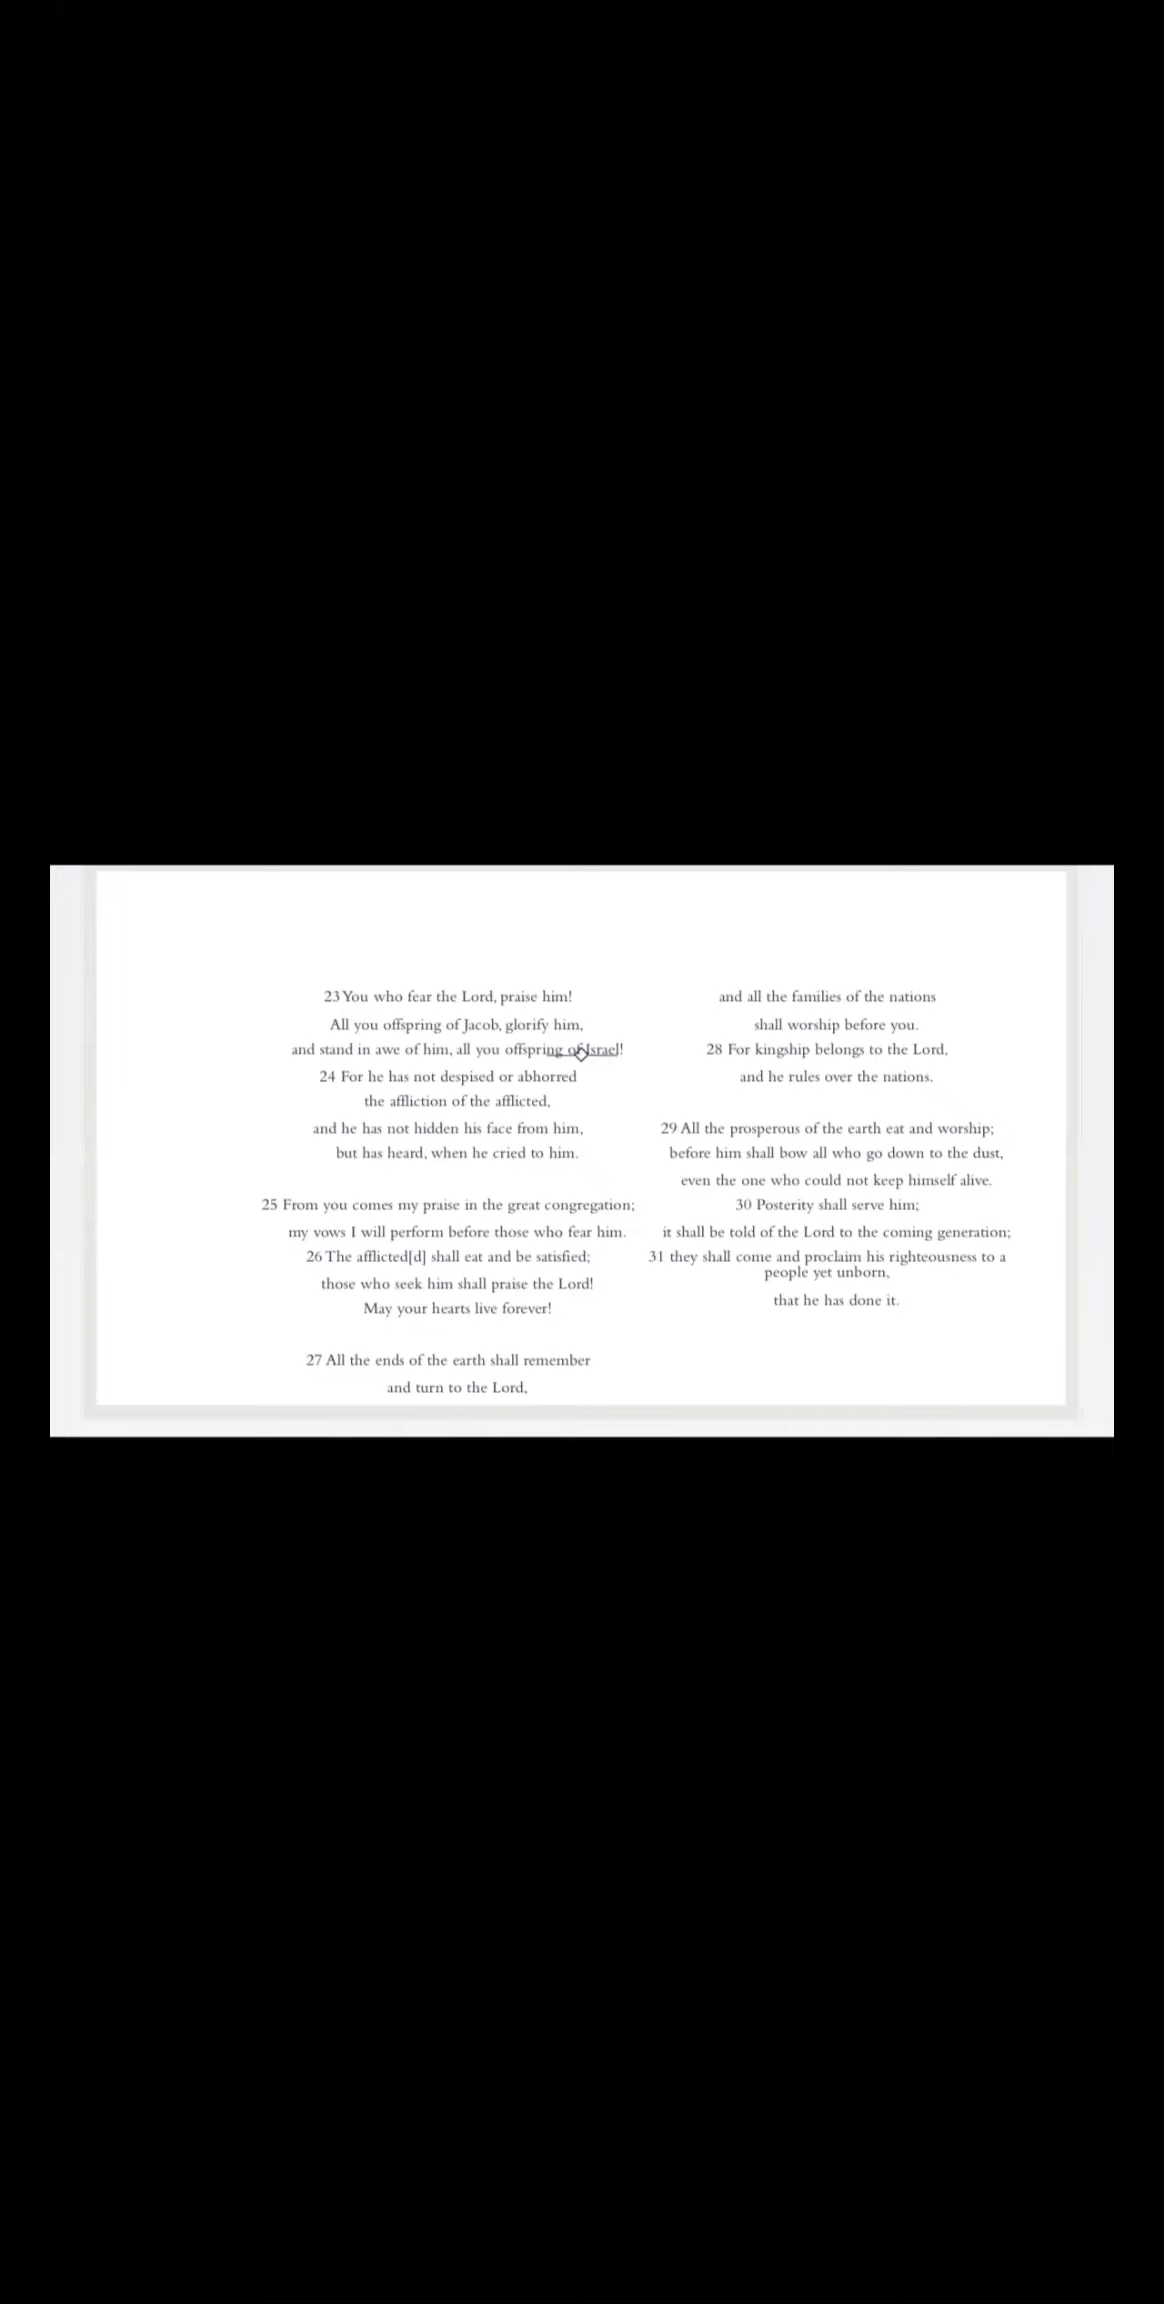 23 You who fear the Lord, praise him!
All you offspring of Jacob, glorify him,
and stand in awe of him, all you offspring of Israel!
24 For he has not despised or abhorred
the affliction of the afflicted,
and he has not hidden his face from him,
but has heard, when he cried to him.
25 From you comes my praise in the great congregation;
my vows I will perform before those who fear him.
26 The afflicted[d] shall eat and be satisfied;
those who seek him shall praise the Lord!
May your hearts live forever!
27 All the ends of the earth shall remember
and turn to the Lord,
and all the families of the nations
shall worship before you.
28 For kingship belongs to the Lord,
and he rules over the nations.
29 All the prosperous of the earth eat and worship;
before him shall bow all who go down to the dust,
even the one who could not keep himself alive.
30 Posterity shall serve him;
it shall be told of the Lord to the coming generation;
31 they shall come and proclaim his righteousness to a
people yet unborn,
that he has done it.